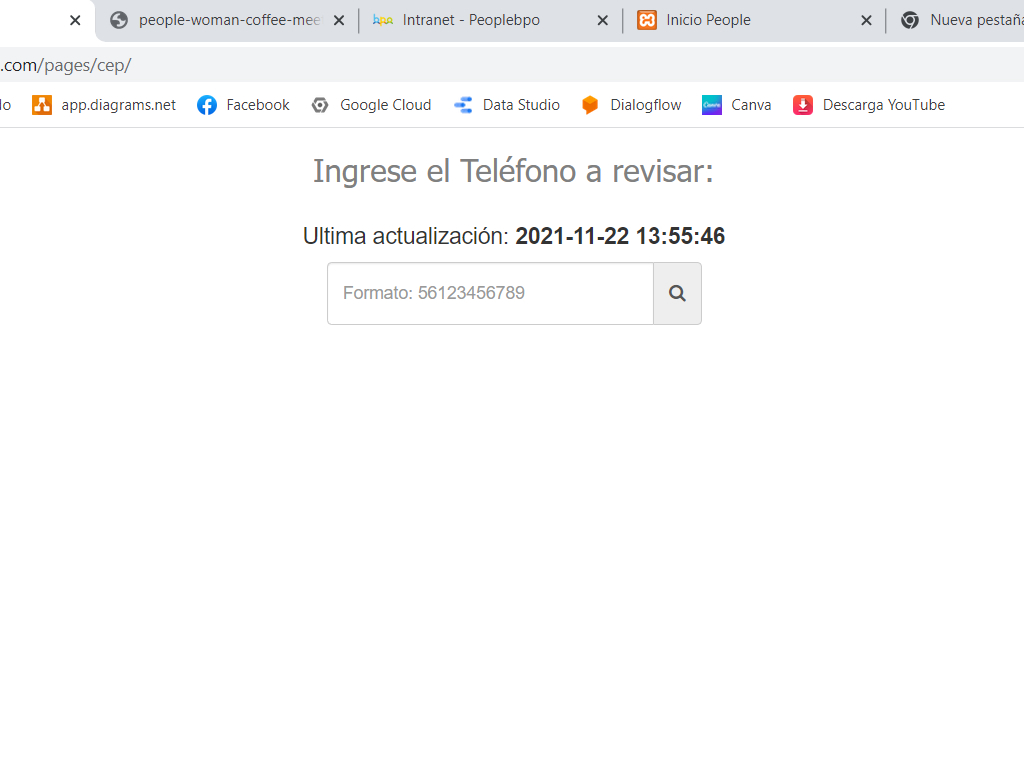 people-woman-coffee-mee
Intranet - Peoplebpo
Inicio People
Nueva pestaña
.com/pages/cep/
lo
app.diagrams.net
Facebook
Google Cloud
Data Studio
Dialogflow
Canva
Descarga YouTube
Ingrese el Teléfono a revisar:
Ultima actualización: 2021-11-22 13:55:46
Formato: 56123456789